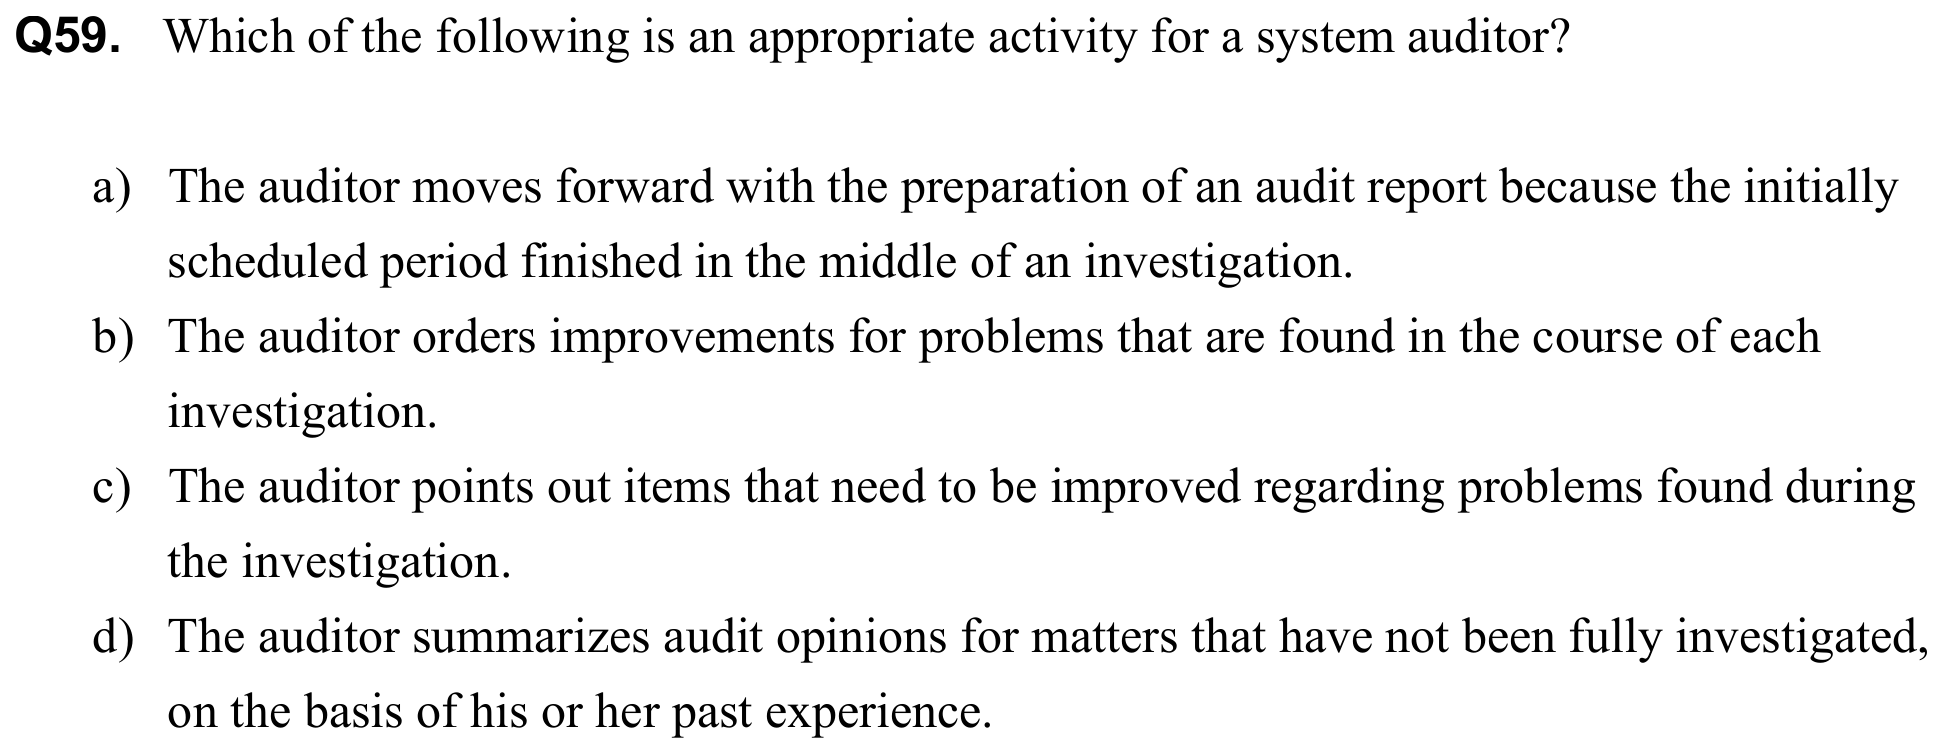 Q59. Which of the following is an appropriate activity for a system auditor?
a) The auditor moves forward with the preparation of an audit report because the initially
scheduled period finished in the middle of an investigation.
b) The auditor orders improvements for problems that are found in the course of each
investigation.
c) The auditor points out items that need to be improved regarding problems found during
the investigation.
d) The auditor summarizes audit opinions for matters that have not been fully investigated,
on the basis of his or her past experience.